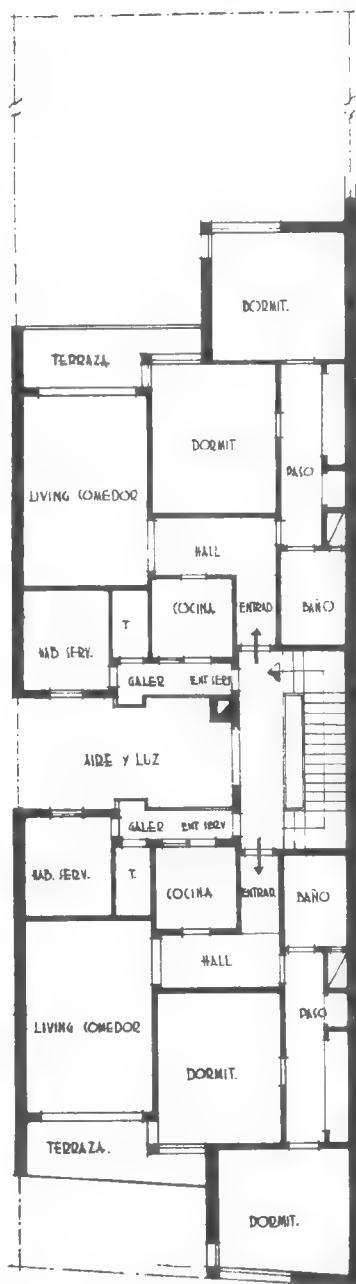 DORMIT.
TERRAZA
DORMIT
LIVING COMEDOR
PASO
HALL
COCINA
ENTRAD
BAÑO
T.
HAB SERV.
GALER ENT SERV
AIRE Y LUZ
GALER ENT SERV
HAB. SERV.
T.
COCINA
ENTRAR
BAÑO
HALL
LIVING COMEDOR
PASO
DORMIT.
TERRAZA.
DORMIT.